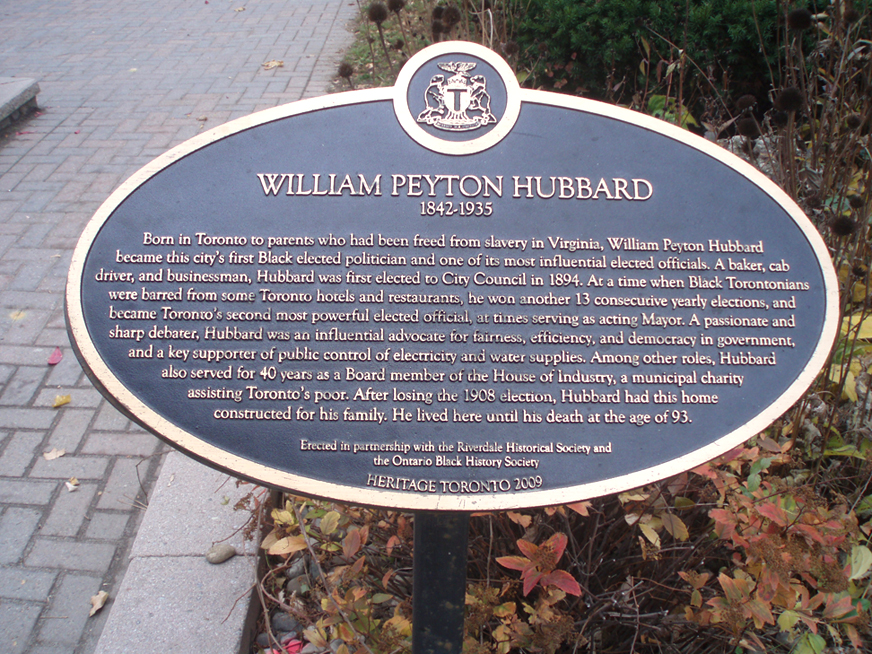 T
WILLIAM PEYTON HUBBARD
1842-1935
Born in Toronto to parents who had been freed from slavery in Virginia, William Peyton Hubbard
became this city's first Black elected politician and one of its most influential elected officials. A baker, cab
driver, and businessman, Hubbard was first elected to City Council in 1894. At a time when Black Torontonians
were barred from some Toronto hotels and restaurants, he won another 13 consecutive yearly elections, and
became Toronto's second most powerful elected official, at times serving as acting Mayor. A passionate and
sharp debater, Hubbard was an influential advocate for fairness, efficiency, and democracy in government,
and a key supporter of public control of electricity and water supplies. Among other roles, Hubbard
also served for 40 years as a Board member of the House of Industry, a municipal charity
assisting Toronto's poor. After losing the 1908 election, Hubbard had this home
constructed for his family. He lived here until his death at the age of 93.
Erected in partnership with the Riverdale Historical Society and
the Ontario Black History Society
HERITAGE TORONTO 2009